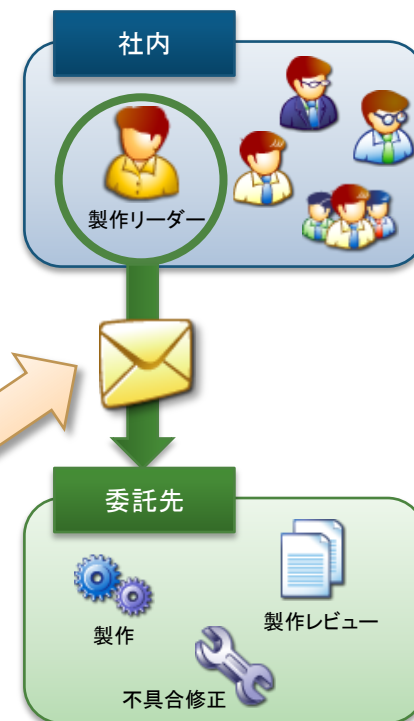 社内
製作リーダー
委託先
製作
製作レビュー
不具合修正